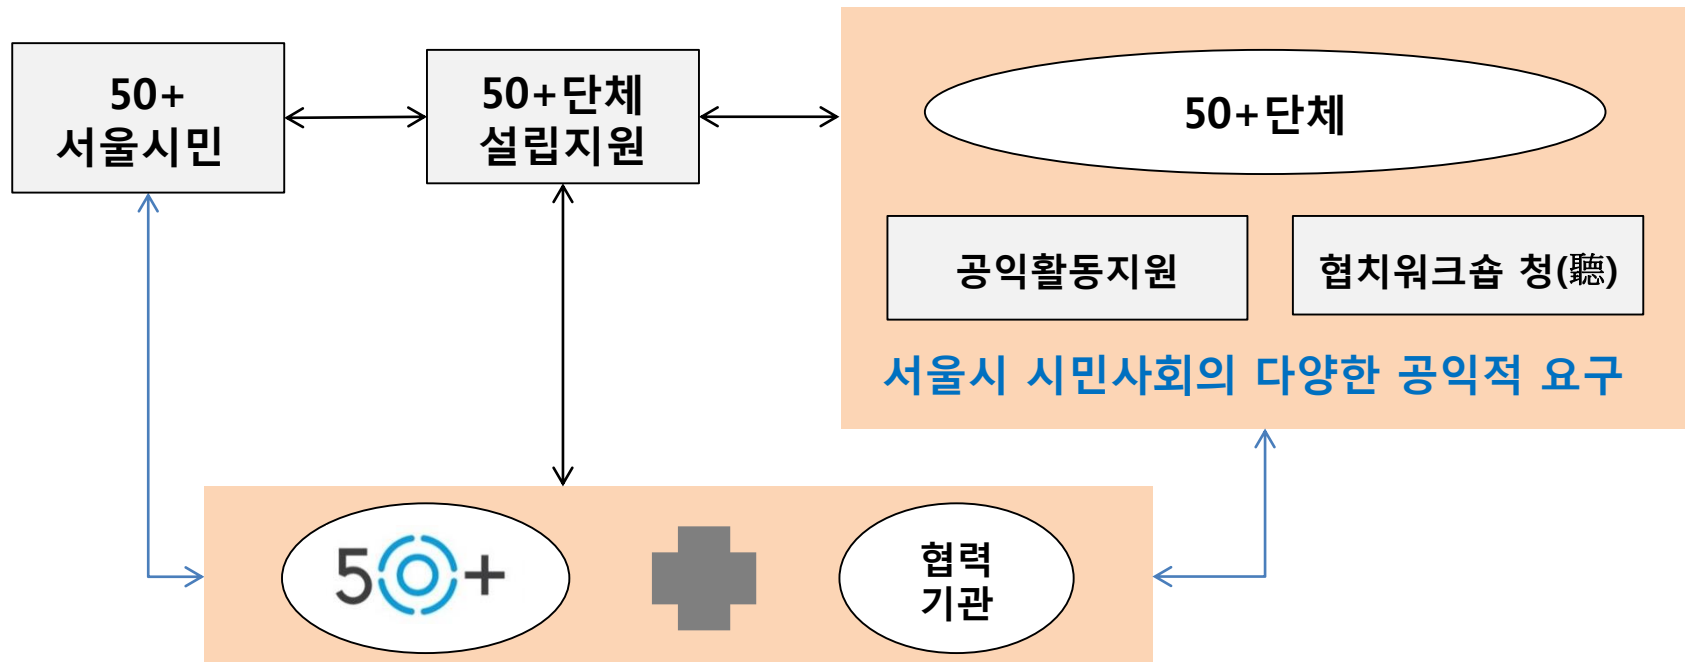 50+
서울시민
50+단체
설립지원
50+단체
공익활동지원
협치워크숍 청(聽)
서울시 시민사회의 다양한 공익적 요구
50+
협력
기관